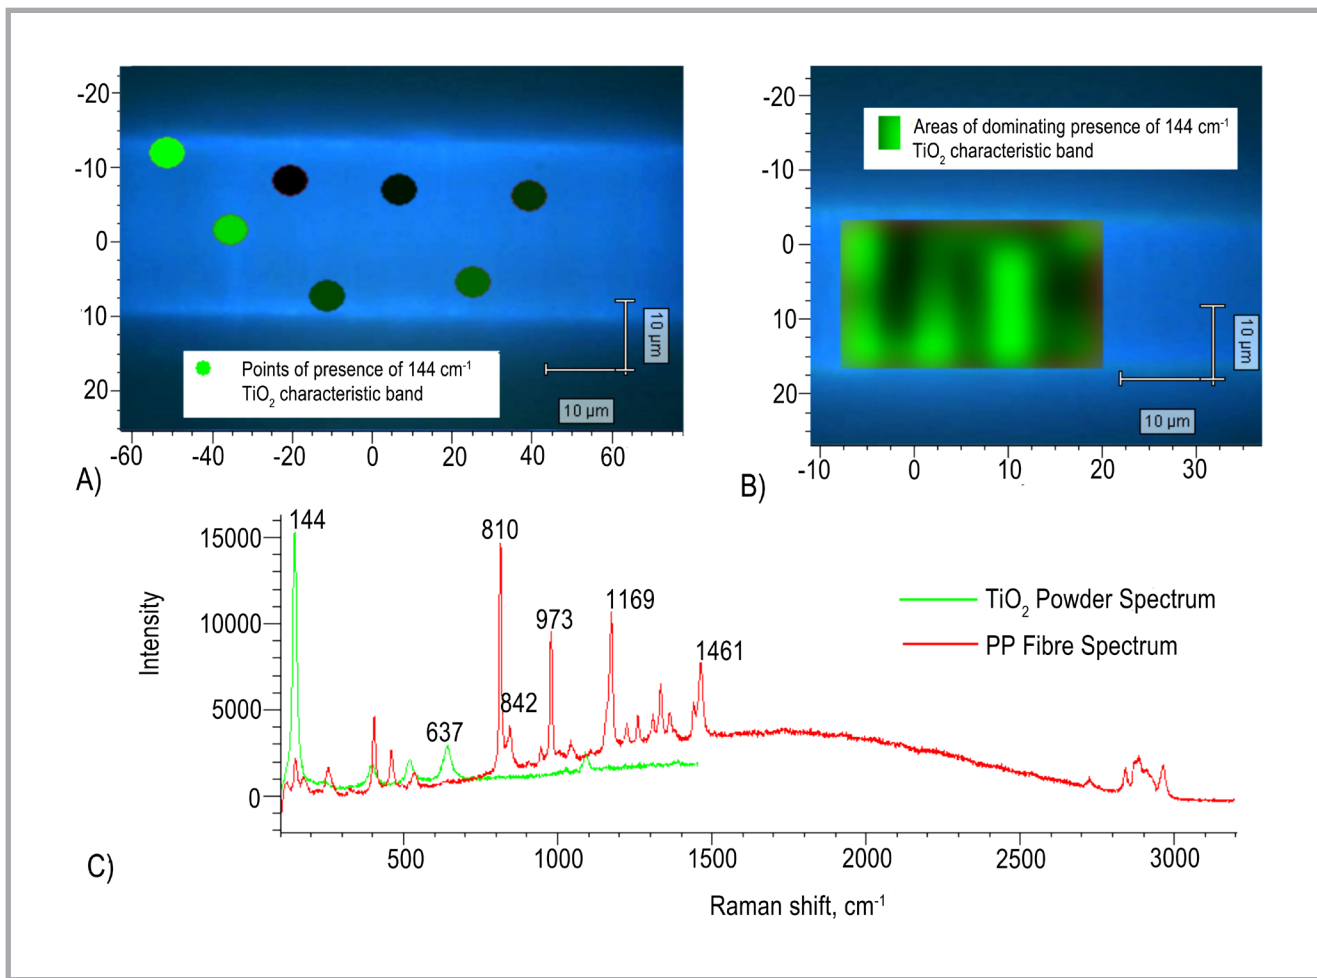 -20
-10
0
10
20
Points of presence of 144 cm-1
TiO2 characteristic band
10 µm
10 µm
-60 -40 -20 0 20 40 60
A)
-20
-10
0
10
20
Areas of dominating presence of 144 cm-1
TiO2 characteristic band
10 µm
10 µm
-10 0 10 20 30
B)
15000
10000
5000
0
Intensity
144
637
810
842
973
1169
1461
TiO2 Powder Spectrum
PP Fibre Spectrum
500 1000 1500 2000 2500 3000
C)
Raman shift, cm-1